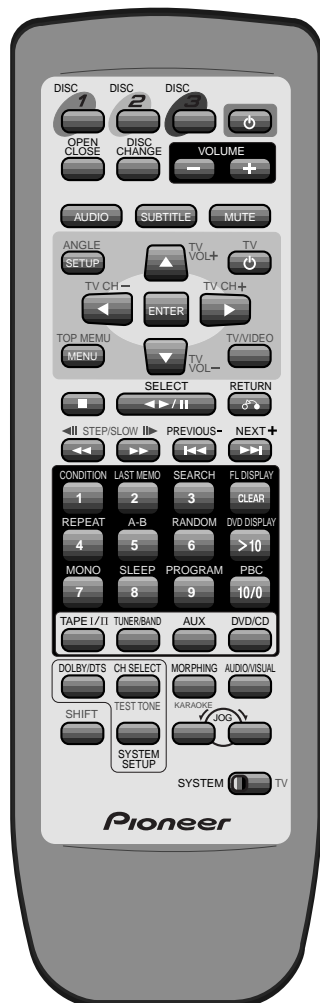 DISC DISC DISC
1 2 3
OPEN CLOSE DISC CHANGE VOLUME
− +
AUDIO SUBTITLE MUTE
ANGLE TV VOL+ TV
SETUP
TV CH− TV CH+
ENTER
TOP MEMU TV/VIDEO
MENU TV VOL−
SELECT RETURN
STEP/SLOW PREVIOUS- NEXT+
CONDITION LAST MEMO SEARCH FL DISPLAY
1 2 3 CLEAR
REPEAT A-B RANDOM DVD DISPLAY
4 5 6 >10
MONO SLEEP PROGRAM PBC
7 8 9 10/0
TAPE I/II TUNER/BAND AUX DVD/CD
DOLBY/DTS CH SELECT MORPHING AUDIO/VISUAL
SHIFT TEST TONE KARAOKE
JOG
SYSTEM SETUP
SYSTEM TV
Pioneer